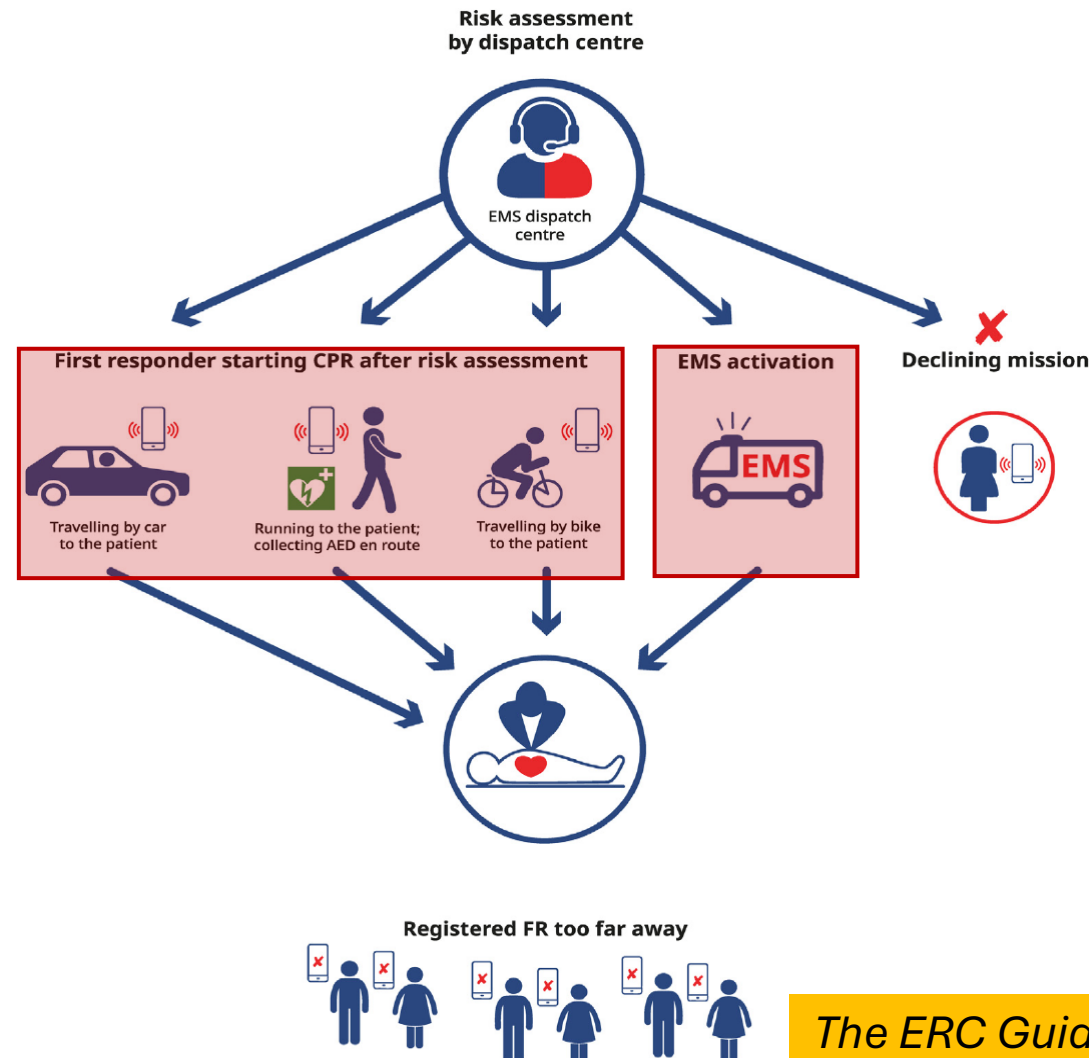 Risk assessment
by dispatch centre
EMS dispatch
centre
First responder starting CPR after risk assessment
EMS activation
Declining mission
EMS
Travelling by car
to the patient
Running to the patient;
collecting AED en route
Travelling by bike
to the patient
Registered FR too far away
The ERC Guid